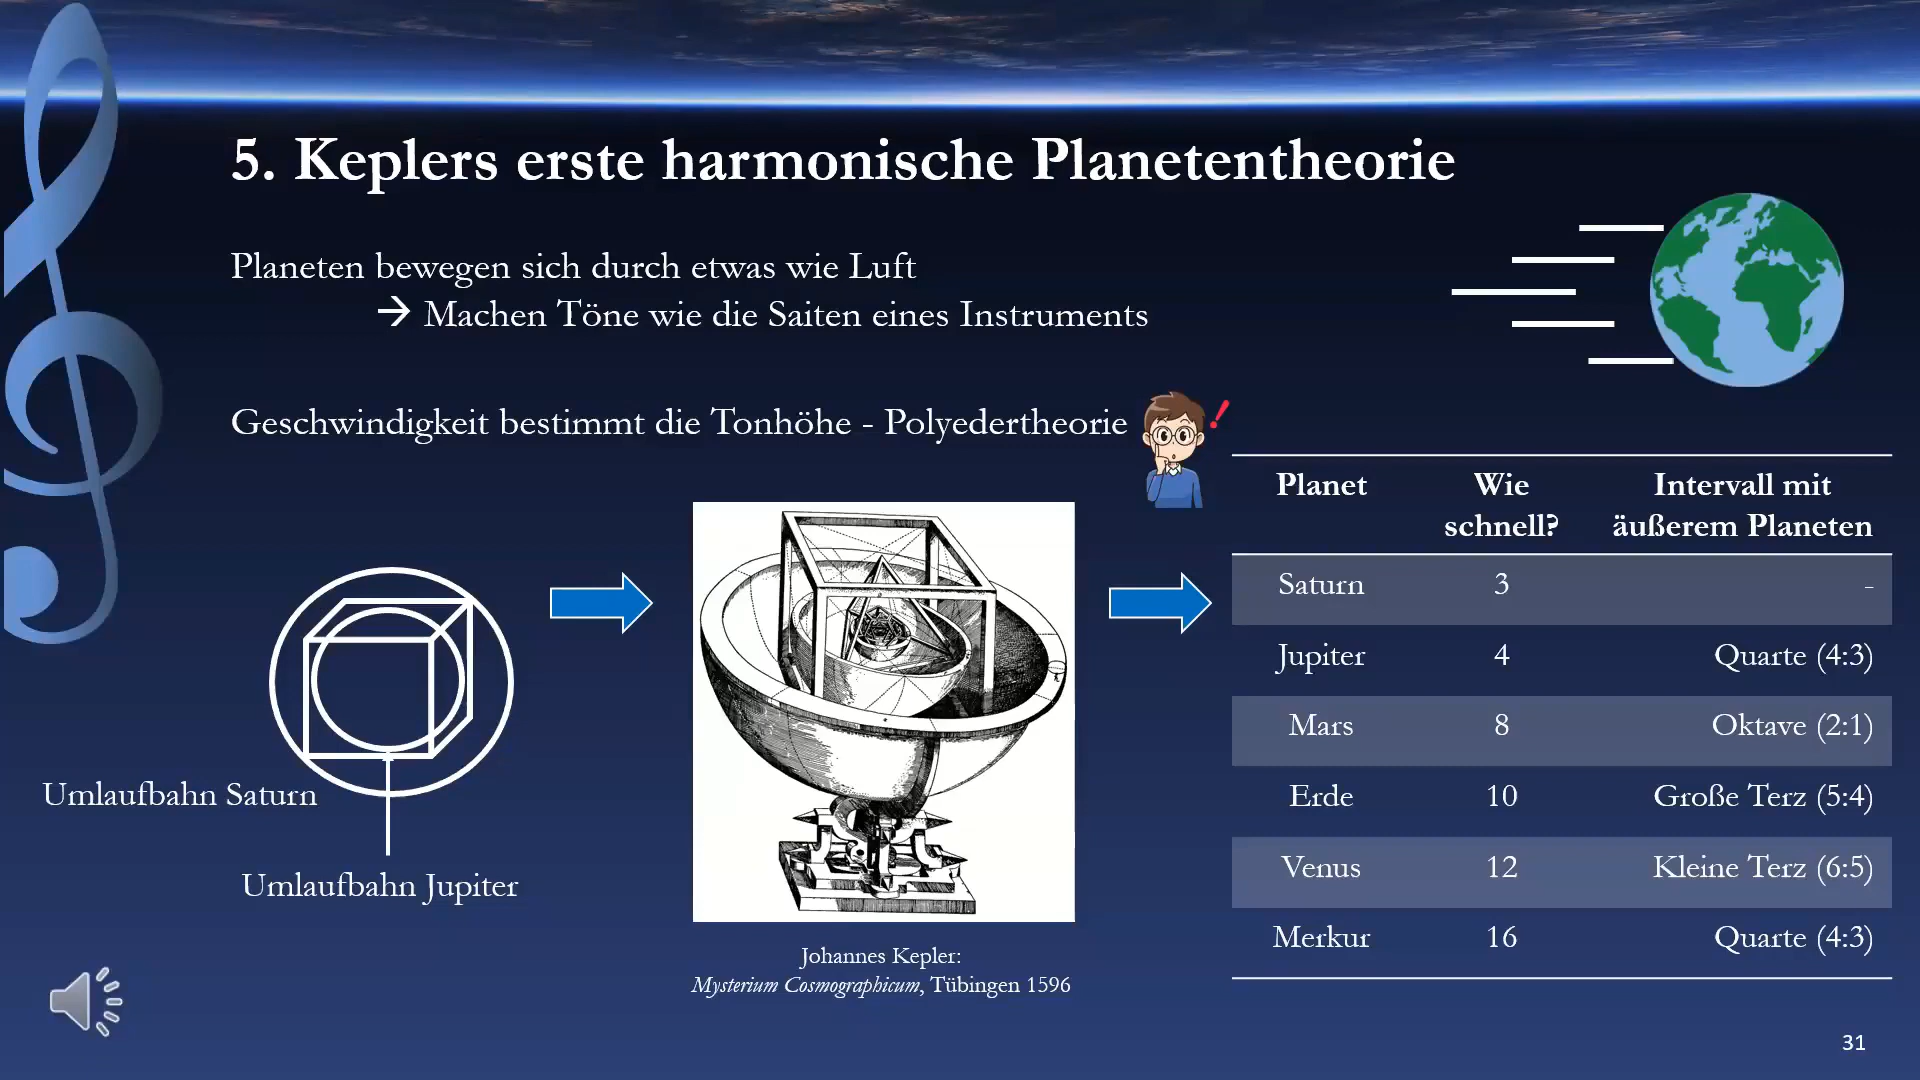 5. Keplers erste harmonische Planetentheorie
Planeten bewegen sich durch etwas wie Luft
→ Machen Töne wie die Saiten eines Instruments
Geschwindigkeit bestimmt die Tonhöhe - Polyedertheorie
Umlaufbahn Saturn
Umlaufbahn Jupiter
Johannes Kepler:
Mysterium Cosmographicum, Tübingen 1596
Planet Wie schnell? Intervall mit äußerem Planeten
Saturn 3 -
Jupiter 4 Quarte (4:3)
Mars 8 Oktave (2:1)
Erde 10 Große Terz (5:4)
Venus 12 Kleine Terz (6:5)
Merkur 16 Quarte (4:3)
31